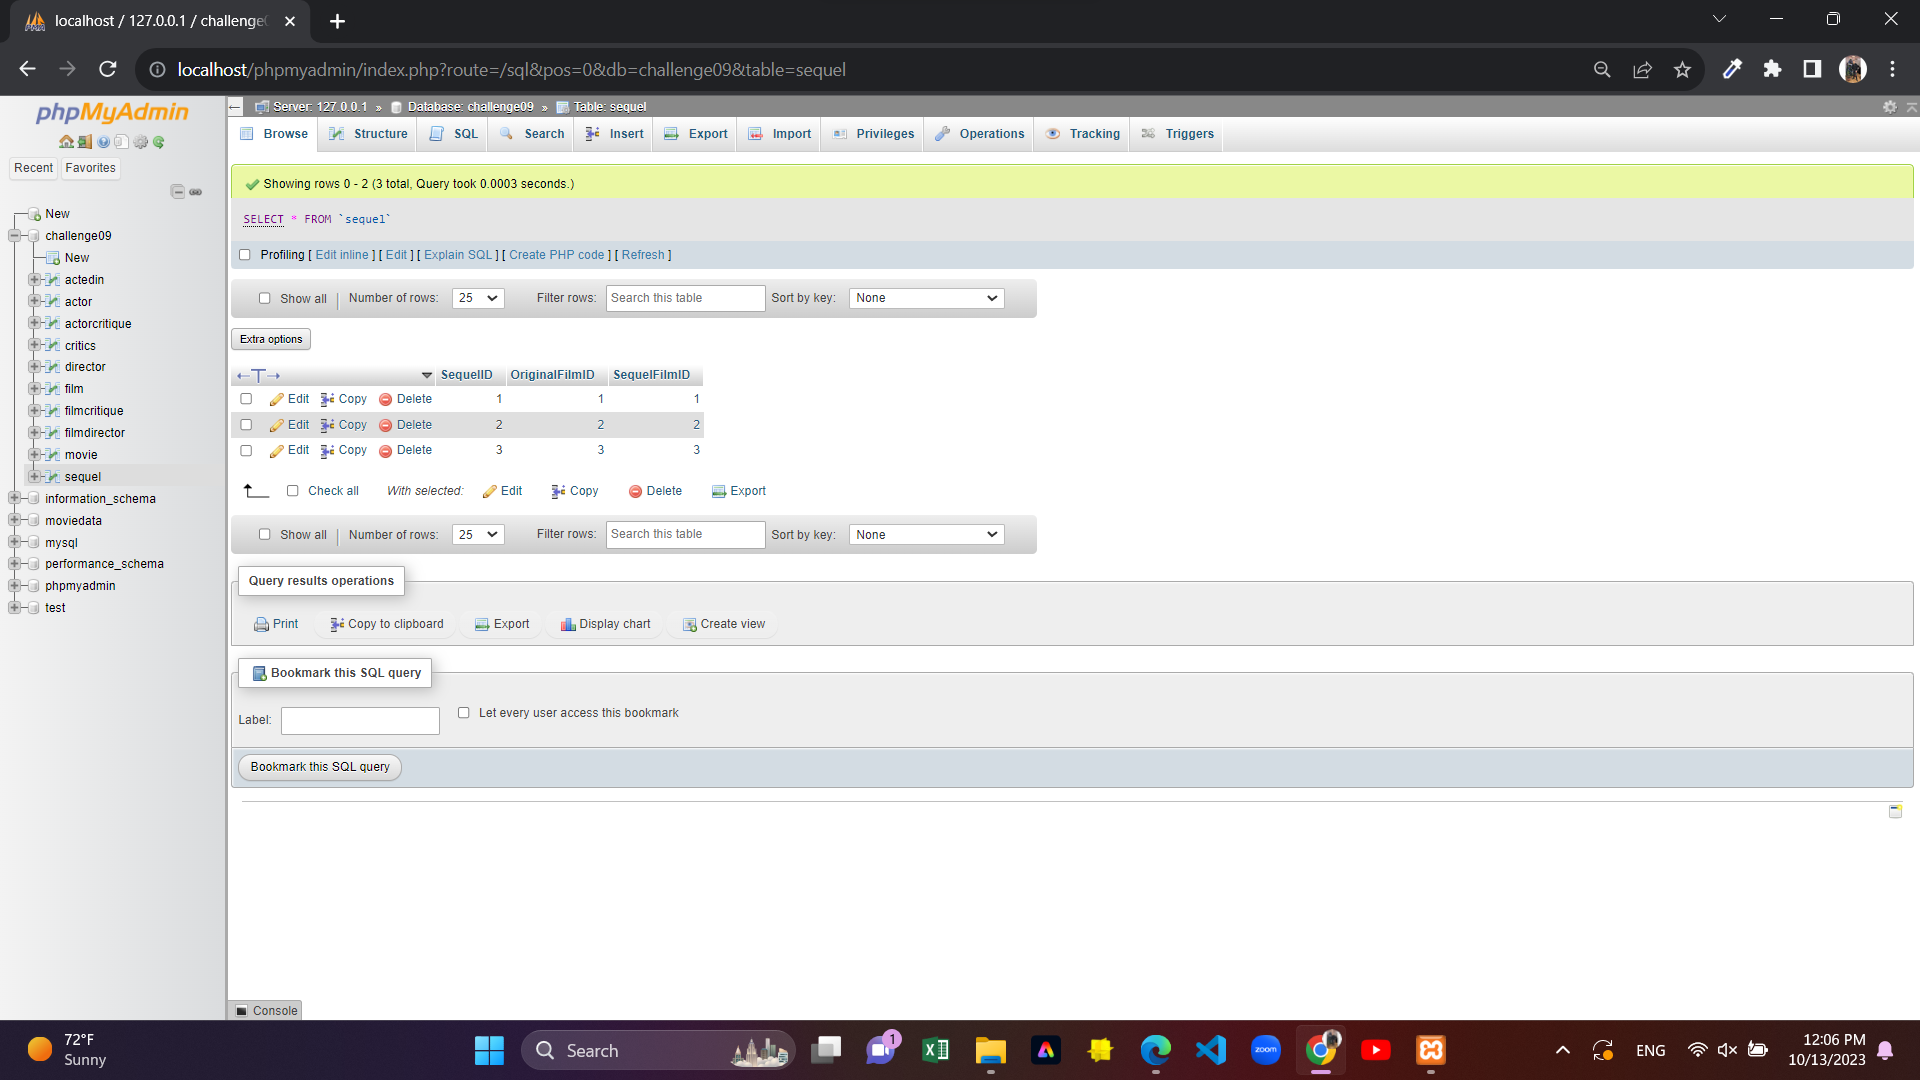 localhost / 127.0.0.1 / challenge
localhost/phpmyadmin/index.php?route=/sql&pos=0&db=challenge09&table=sequel
phpMyAdmin
Recent Favorites
New
challenge09
New
actedin
actor
actorcritique
critics
director
film
filmcritique
filmdirector
movie
sequel
information_schema
moviedata
mysql
performance_schema
phpmyadmin
test
Server: 127.0.0.1 » Database: challenge09 » Table: sequel
Browse Structure SQL Search Insert Export Import Privileges Operations Tracking Triggers
Showing rows 0 - 2 (3 total, Query took 0.0003 seconds.)
SELECT * FROM `sequel`
Profiling [ Edit inline ] [ Edit ] [ Explain SQL ] [ Create PHP code ] [ Refresh ]
Show all | Number of rows: 25 Filter rows: Search this table Sort by key: None
Extra options
←T→ SequelID OriginalFilmID SequelFilmID
Edit Copy Delete 1 1 1
Edit Copy Delete 2 2 2
Edit Copy Delete 3 3 3
Check all With selected: Edit Copy Delete Export
Show all | Number of rows: 25 Filter rows: Search this table Sort by key: None
Query results operations
Print Copy to clipboard Export Display chart Create view
Bookmark this SQL query
Label: Let every user access this bookmark
Bookmark this SQL query
Console
72°F
Sunny
Search
1
zoom
ENG
12:06 PM
10/13/2023